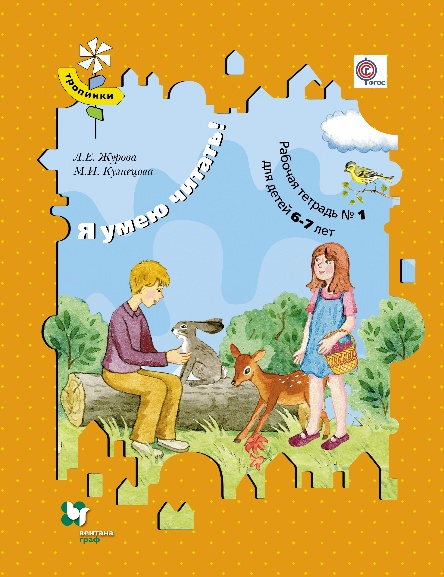 тропинки
ФГОС
Л.Е. Журова
М.И. Кузнецова
Я умею читать!
Рабочая тетрадь № 1
для детей 6-7 лет
вентана
граф